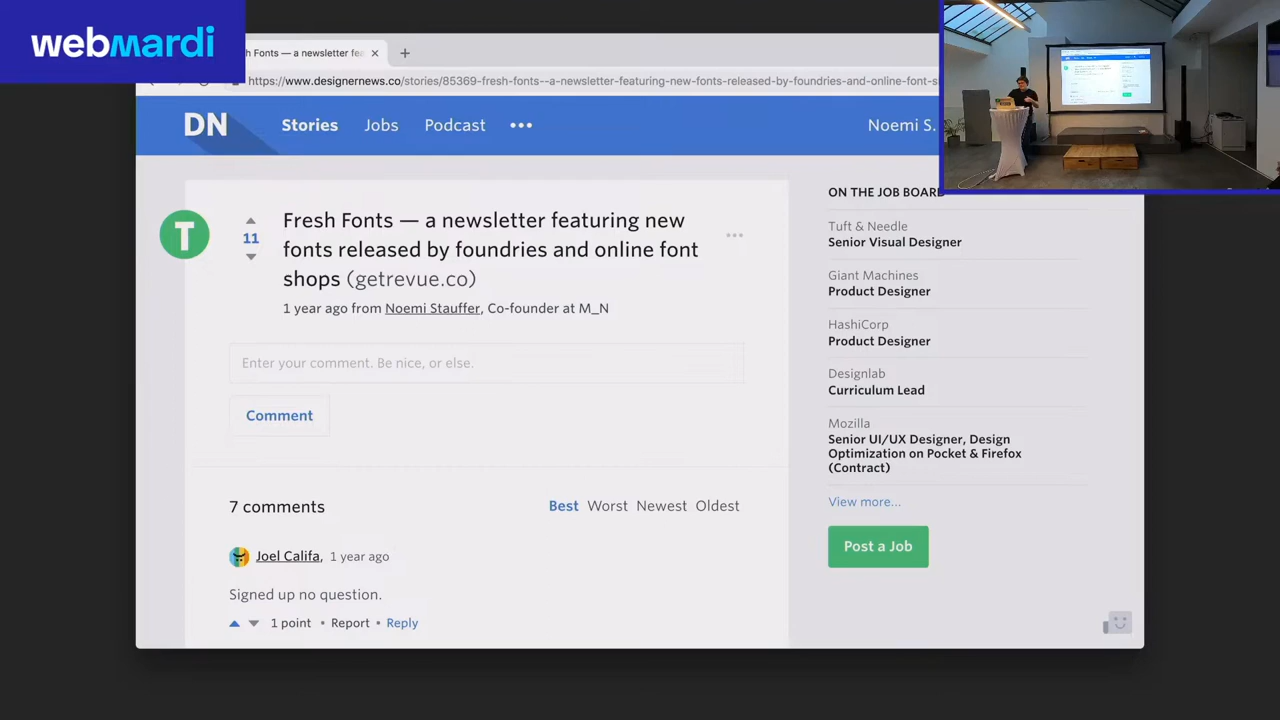 webmardi
h Fonts — a newsletter fea
https://www.designernews.co/stories/85369-fresh-fonts--a-newsletter-featuring-new-fonts-released-by-foundries-and-online-font-s
DN
Stories Jobs Podcast •••
Noemi S.
T
11
Fresh Fonts — a newsletter featuring new
fonts released by foundries and online font
shops (getrevue.co)
1 year ago from Noemi Stauffer, Co-founder at M_N
Enter your comment. Be nice, or else.
Comment
7 comments
Best Worst Newest Oldest
Joel Califa, 1 year ago
Signed up no question.
1 point • Report • Reply
ON THE JOB BOARD
Tuft & Needle
Senior Visual Designer
Giant Machines
Product Designer
HashiCorp
Product Designer
Designlab
Curriculum Lead
Mozilla
Senior UI/UX Designer, Design
Optimization on Pocket & Firefox
(Contract)
View more...
Post a Job